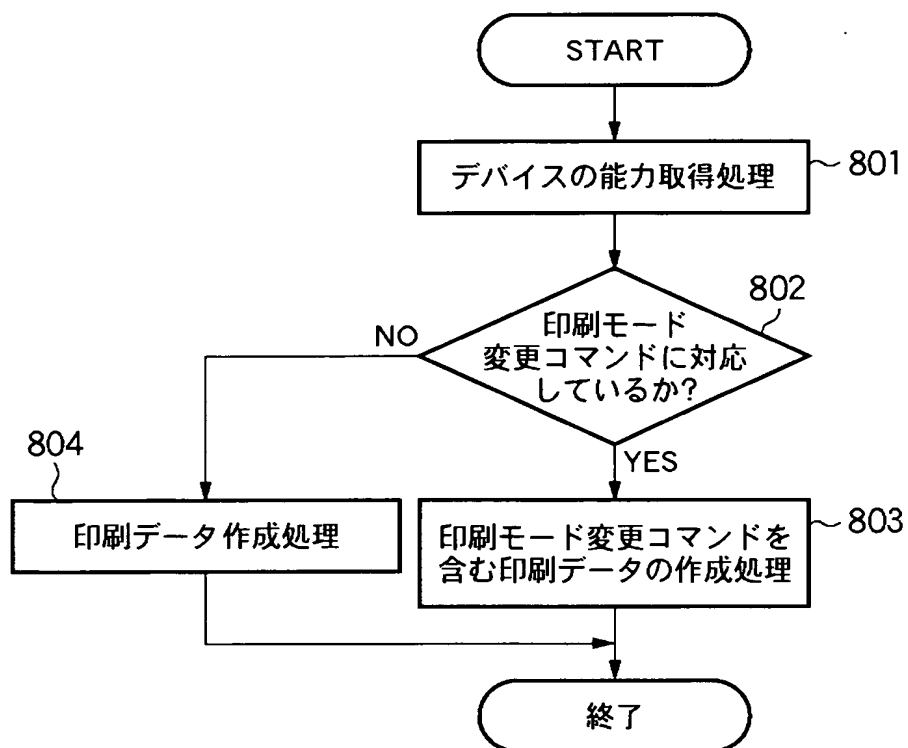 START
デバイスの能力取得処理
801
802
印刷モード
変更コマンドに対応
しているか?
NO
YES
804
印刷データ作成処理
803
印刷モード変更コマンドを
含む印刷データの作成処理
終了